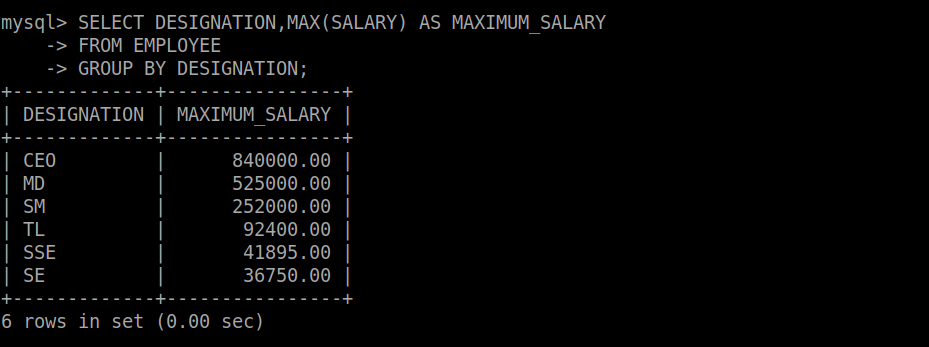 mysql> SELECT DESIGNATION,MAX(SALARY) AS MAXIMUM_SALARY
    -> FROM EMPLOYEE
    -> GROUP BY DESIGNATION;
+-------------+----------------+
| DESIGNATION | MAXIMUM_SALARY |
+-------------+----------------+
| CEO         |      840000.00 |
| MD          |      525000.00 |
| SM          |      252000.00 |
| TL          |       92400.00 |
| SSE         |       41895.00 |
| SE          |       36750.00 |
+-------------+----------------+
6 rows in set (0.00 sec)